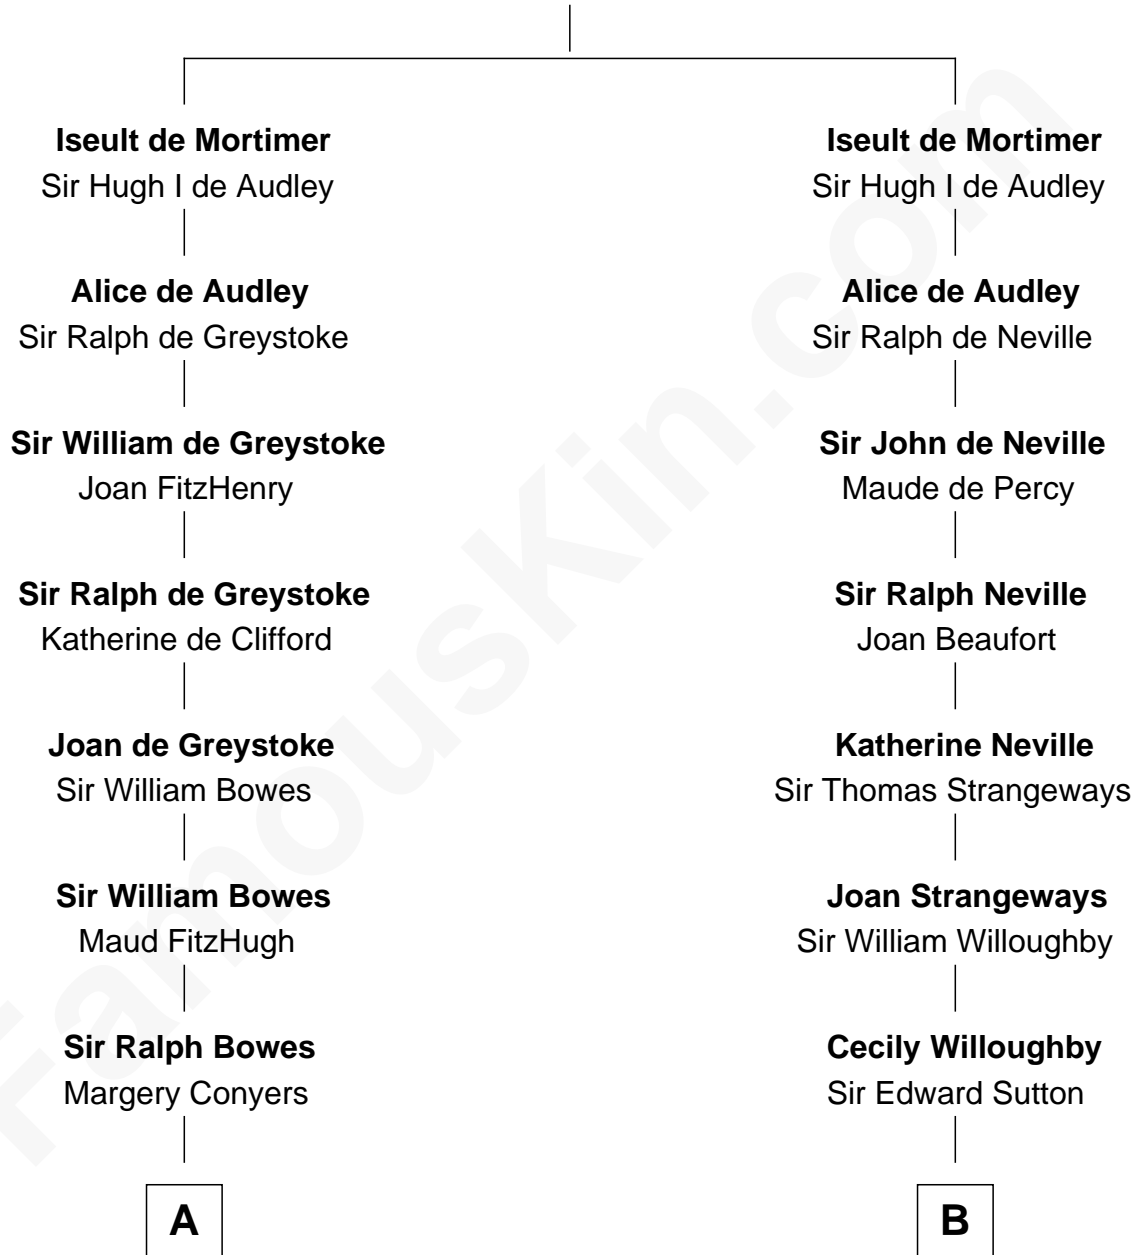 Iseult de Mortimer
Sir Hugh I de Audley
Iseult de Mortimer
Sir Hugh I de Audley
Alice de Audley
Sir Ralph de Greystoke
Alice de Audley
Sir Ralph de Neville
Sir William de Greystoke
Joan FitzHenry
Sir John de Neville
Maude de Percy
Sir Ralph de Greystoke
Katherine de Clifford
Sir Ralph Neville
Joan Beaufort
Joan de Greystoke
Sir William Bowes
Katherine Neville
Sir Thomas Strangeways
Sir William Bowes
Maud FitzHugh
Joan Strangeways
Sir William Willoughby
Sir Ralph Bowes
Margery Conyers
Cecily Willoughby
Sir Edward Sutton
A
B
FamousKin.com